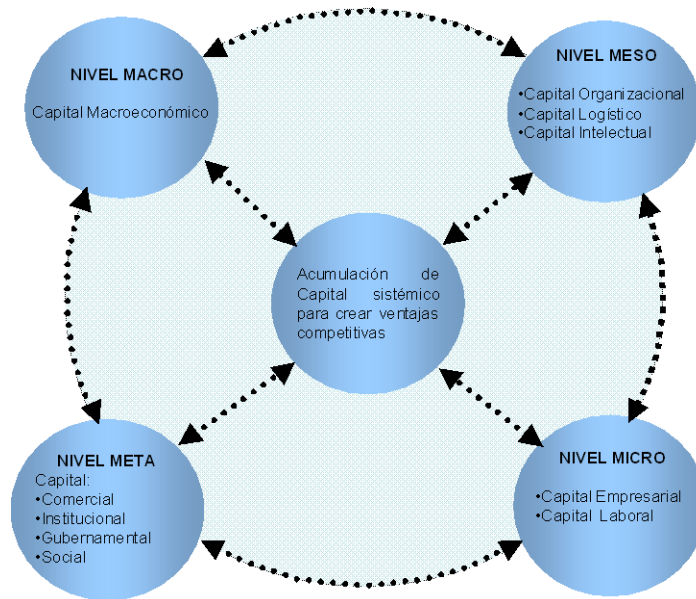 NIVEL MACRO
Capital Macroeconómico
NIVEL MESO
•Capital Organizacional
•Capital Logístico
•Capital Intelectual
Acumulación de
Capital sistémico
para crear ventajas
competitivas
NIVEL META
Capital:
•Comercial
•Institucional
•Gubernamental
•Social
NIVEL MICRO
•Capital Empresarial
•Capital Laboral